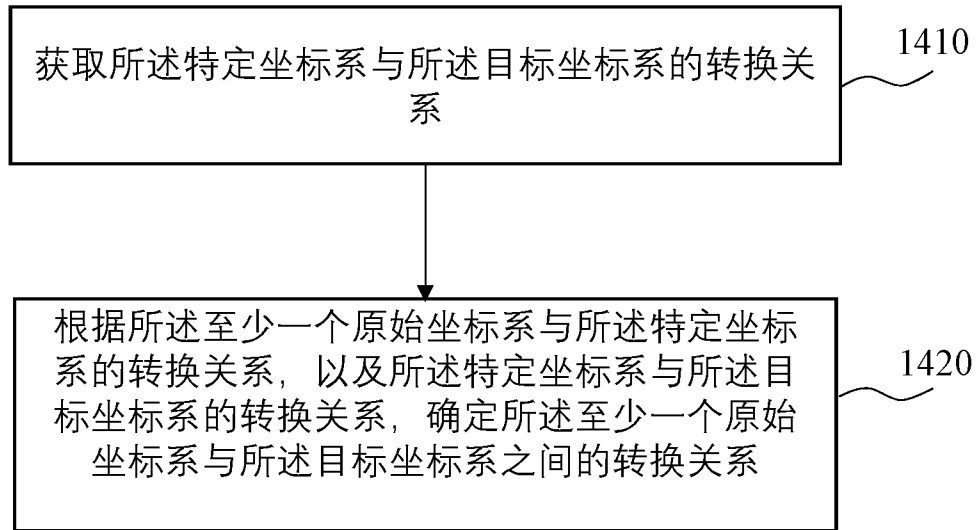 获取所述特定坐标系与所述目标坐标系的转换关
系
1410
根据所述至少一个原始坐标系与所述特定坐标
系的转换关系，以及所述特定坐标系与所述目
标坐标系的转换关系，确定所述至少一个原始
坐标系与所述目标坐标系之间的转换关系
1420